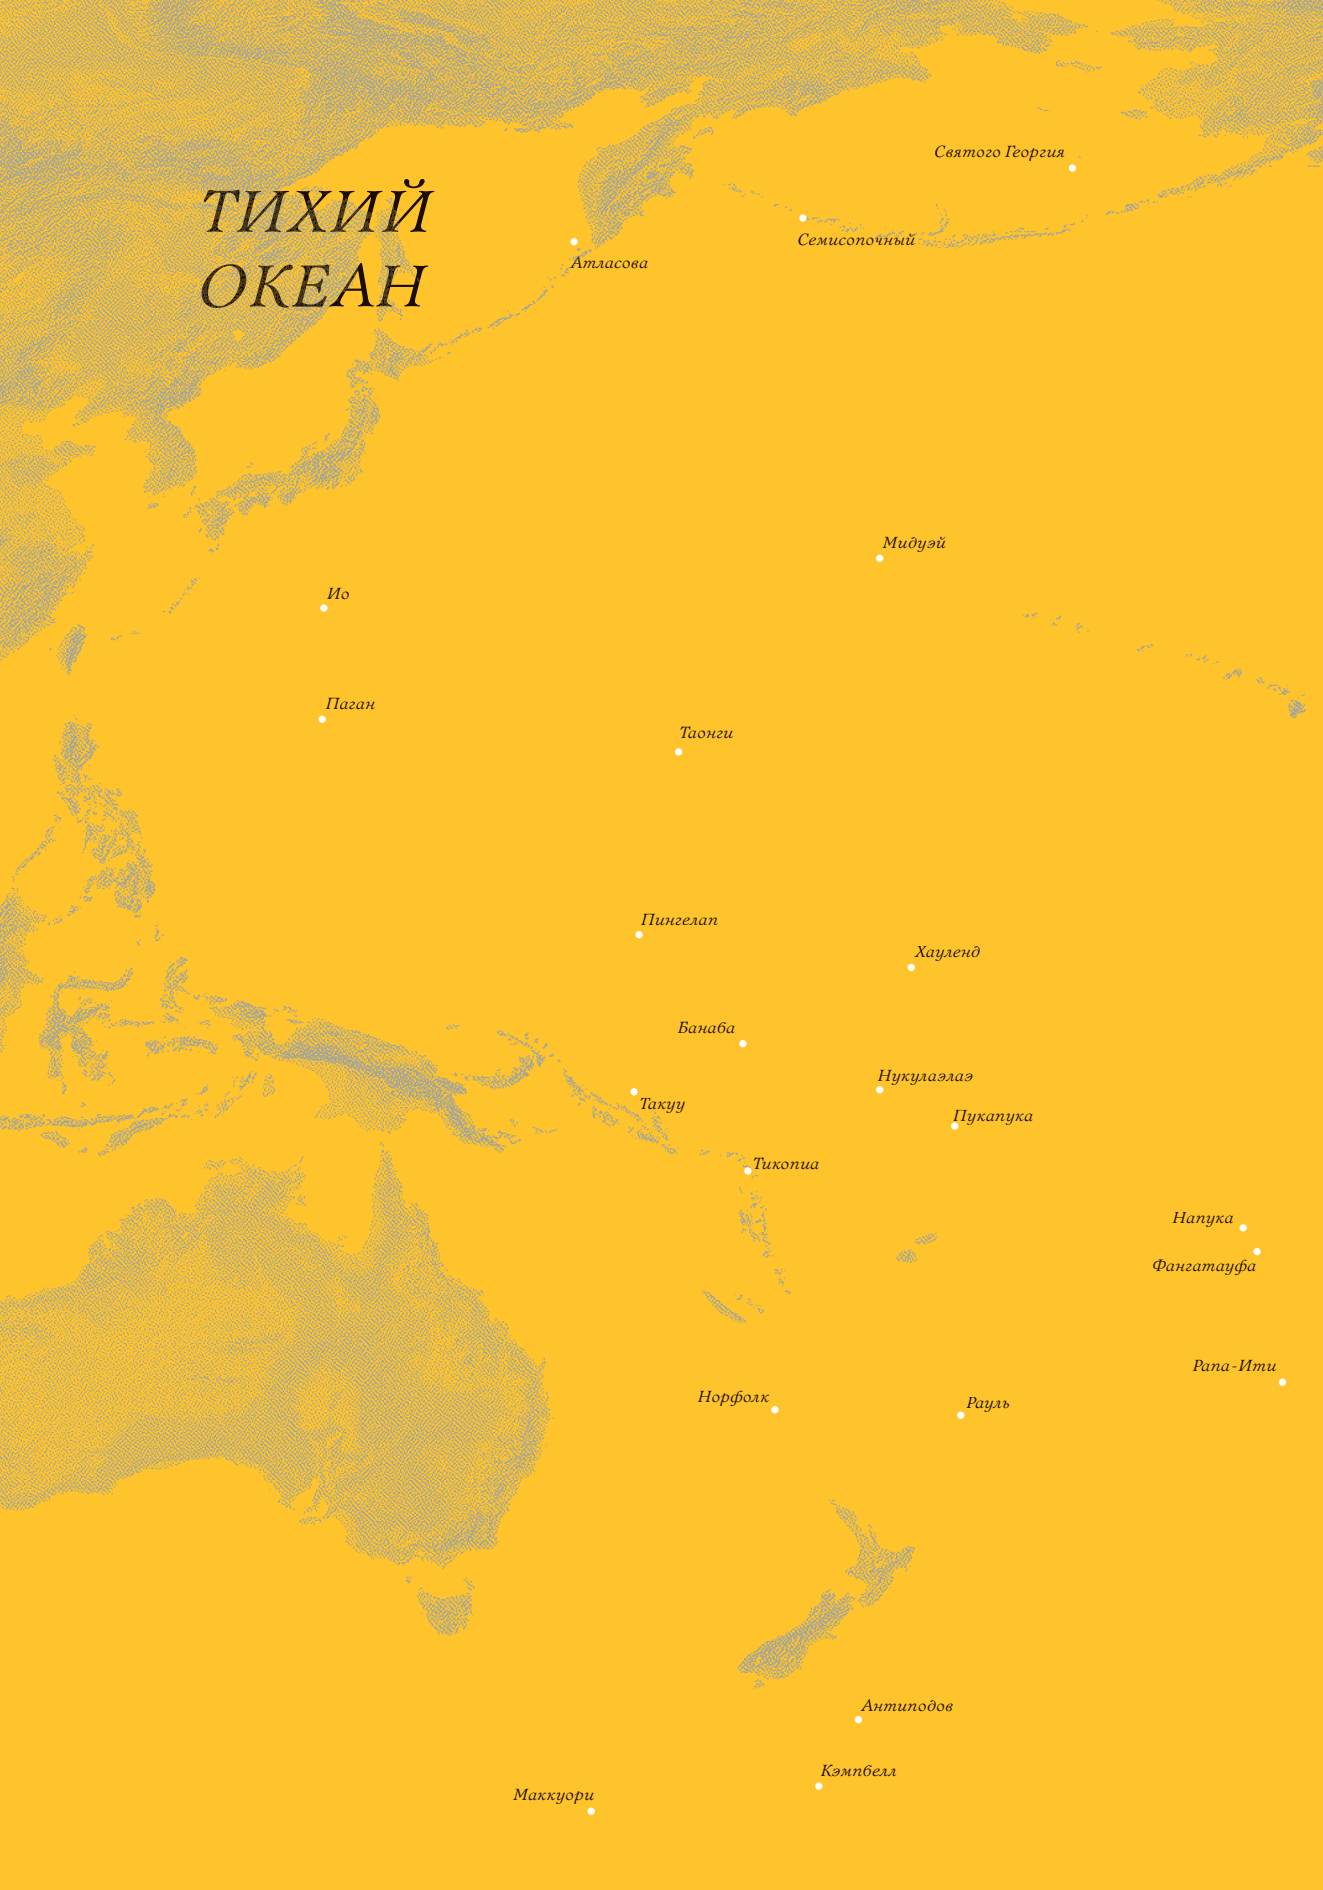 Святого Георгия
ТИХИЙ
ОКЕАН
Семисопочный
Атласова
Мидуэй
Ио
Паган
Таонги
Пингелап
Хауленд
Банаба
Нукулаэлаэ
Такуу
Пукапука
Тикопиа
Напука
Фангатауфа
Рапа-Ити
Норфолк
Рауль
Антиподов
Кэмпбелл
Маккуори